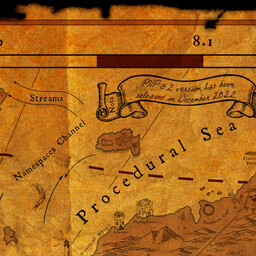 8.1
PHP 8.2 version has been
released on December 2022
Streams
Namespaces Channel
Procedural Sea